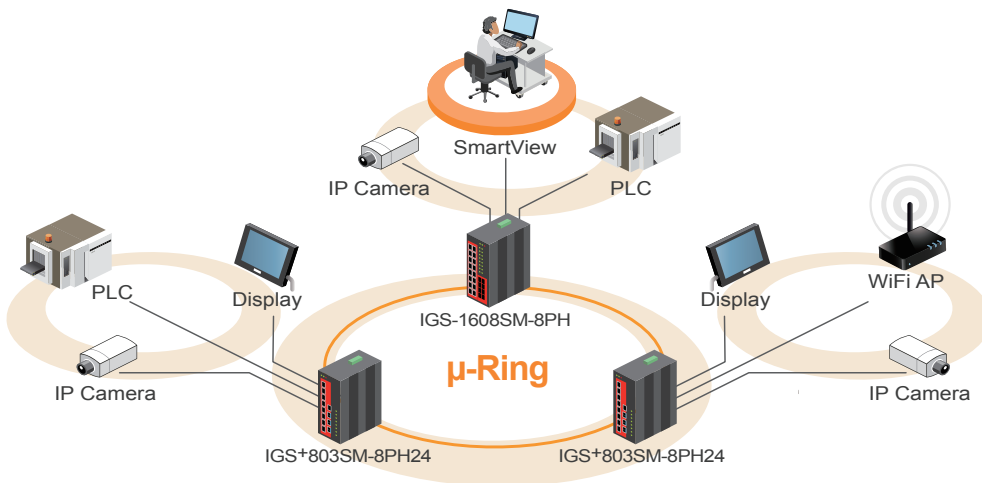 SmartView
IP Camera
PLC
WiFi AP
PLC
Display
Display
IGS-1608SM-8PH
μ-Ring
IP Camera
IP Camera
IGS+803SM-8PH24
IGS+803SM-8PH24